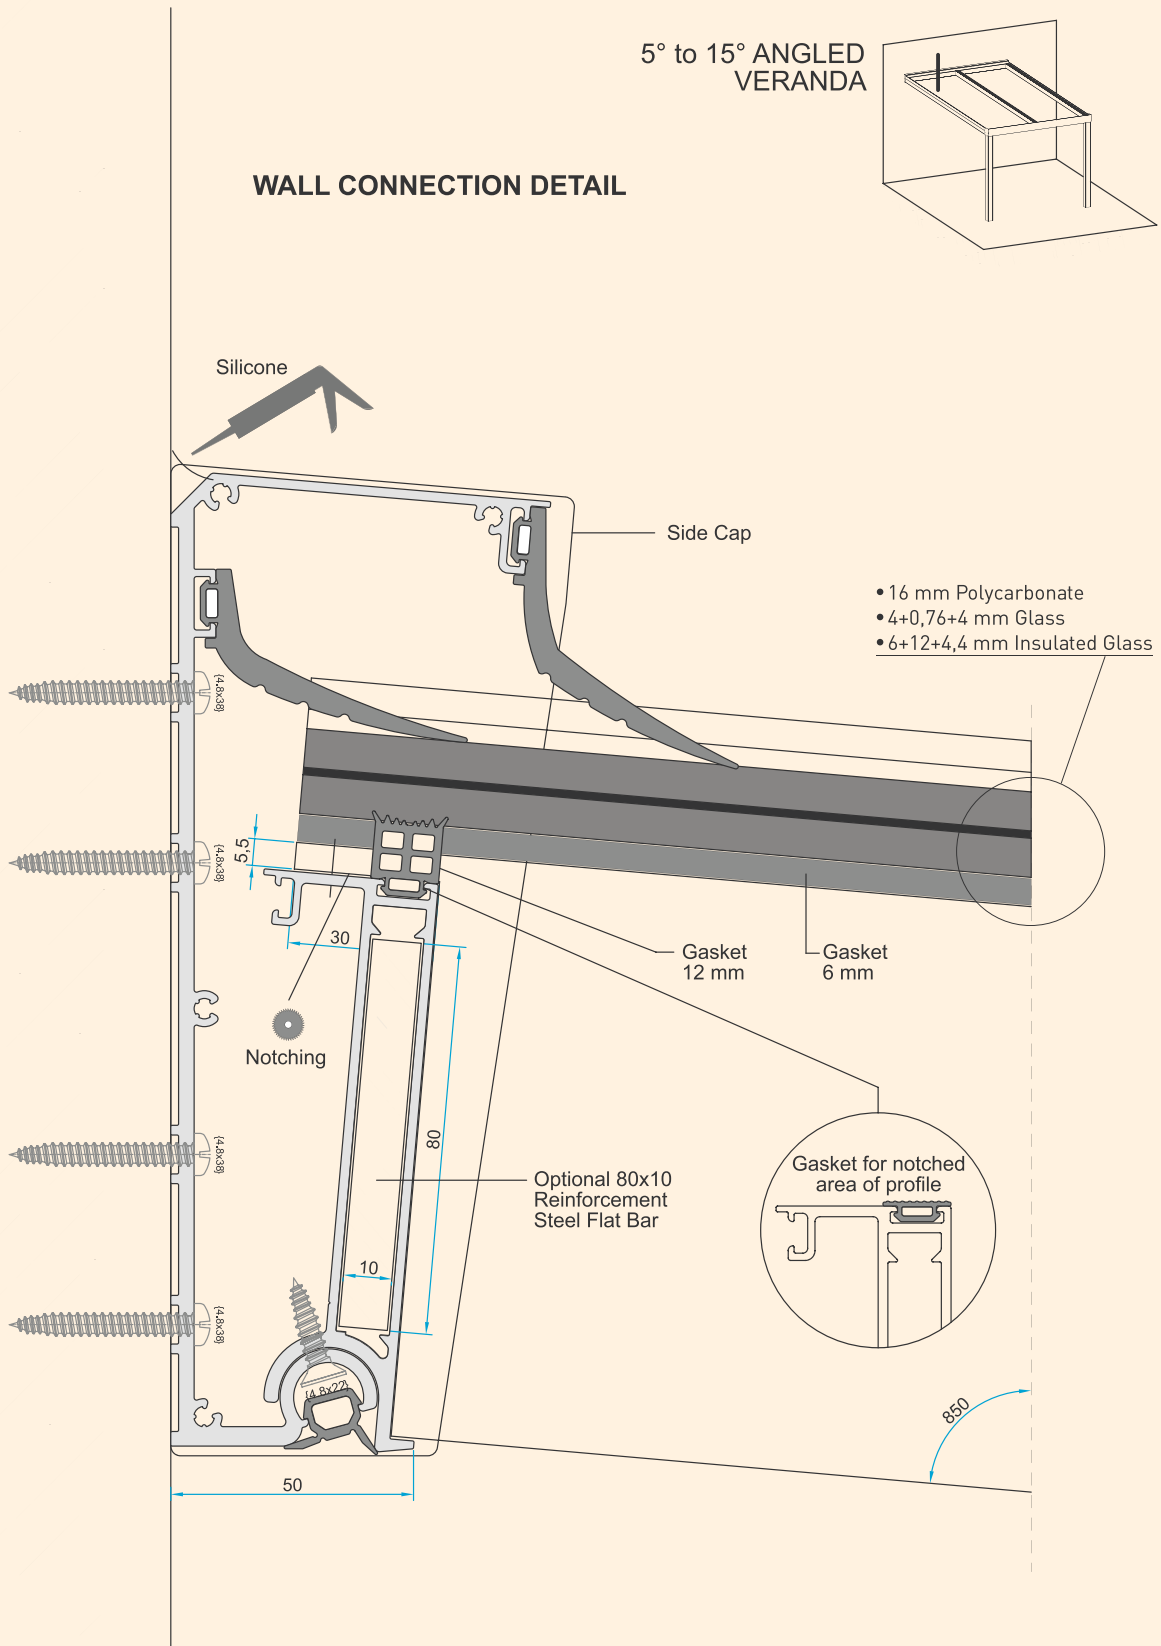 5° to 15° ANGLED
VERANDA
WALL CONNECTION DETAIL
Silicone
Side Cap
• 16 mm Polycarbonate
• 4+0,76+4 mm Glass
• 6+12+4,4 mm Insulated Glass
{4.8x38}
{4.8x38}
5,5
30
Gasket
12 mm
Gasket
6 mm
Notching
80
{4.8x38}
Gasket for notched
area of profile
Optional 80x10
Reinforcement
Steel Flat Bar
10
{4.8x38}
{4.8x22}
850
50